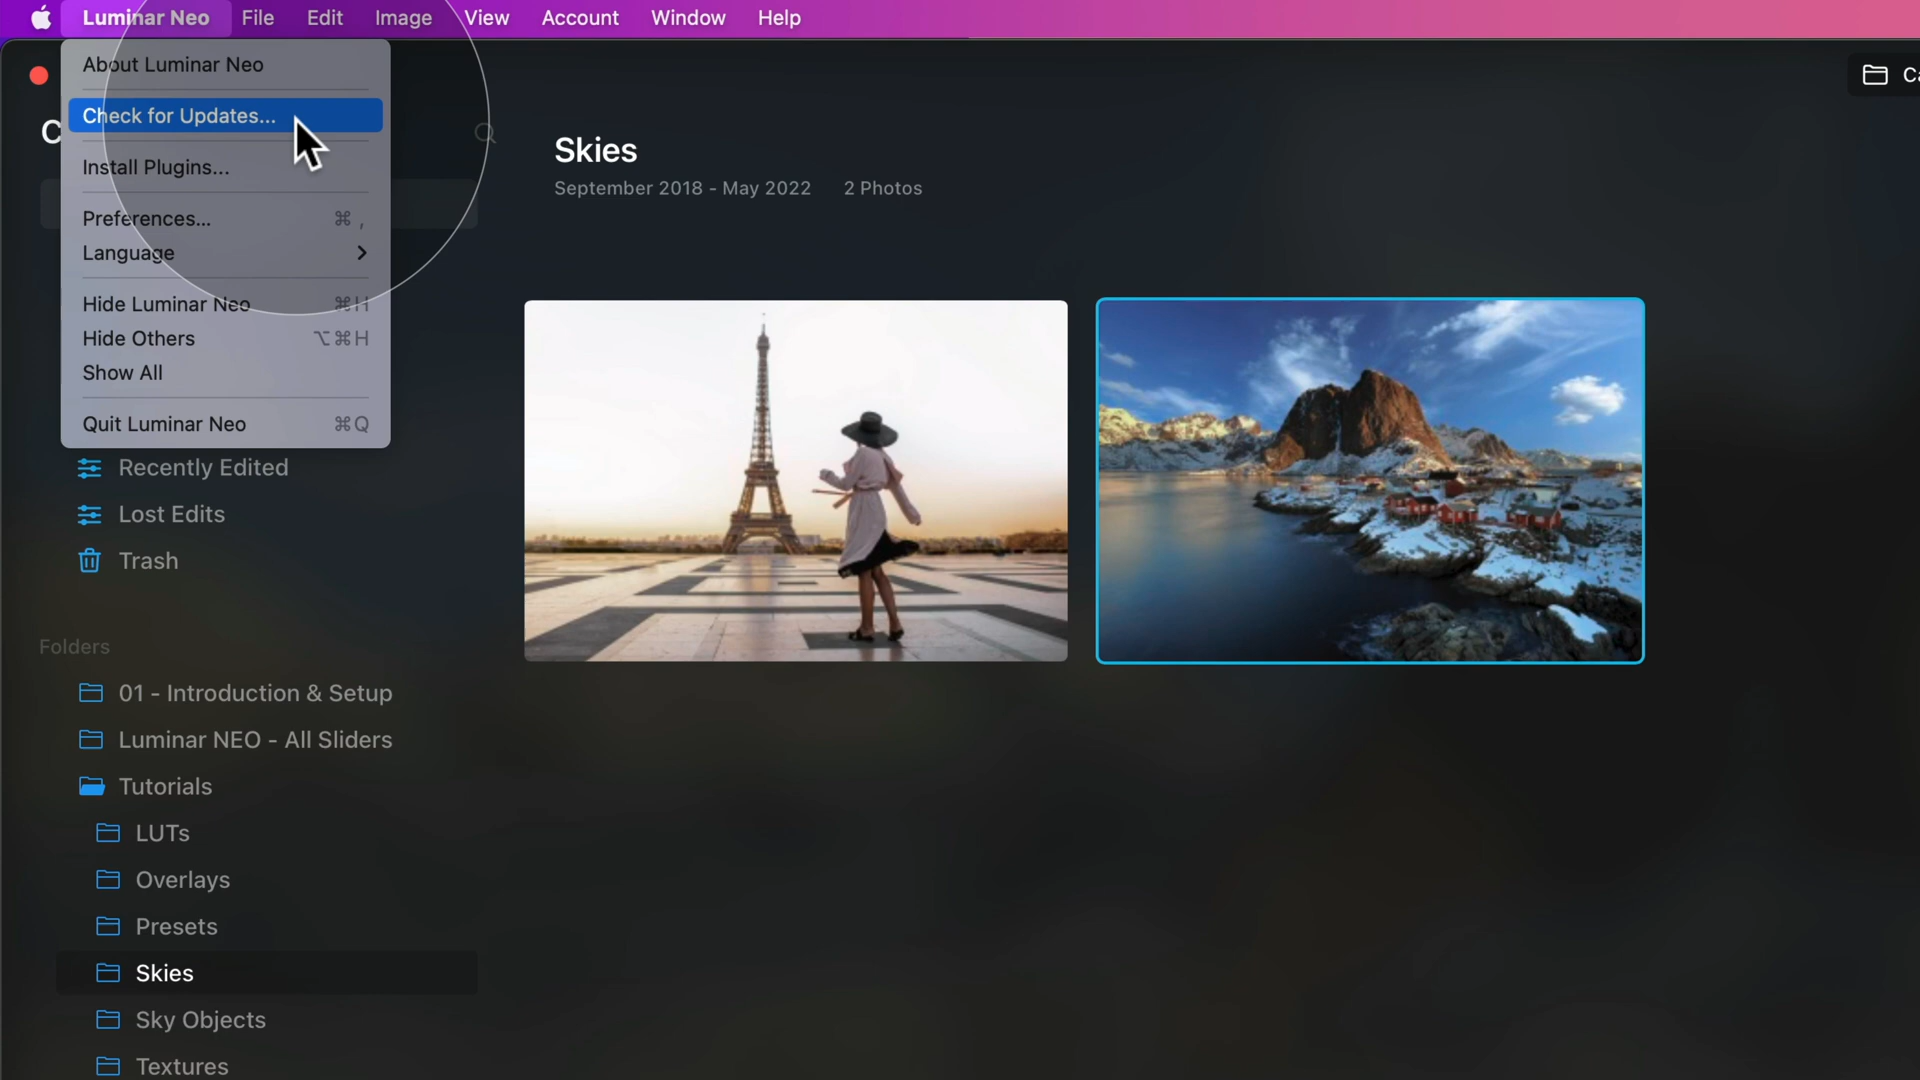 Luminar Neo File Edit Image View Account Window Help
About Luminar Neo
Check for Updates...
Install Plugins...
Preferences... ⌘ ,
Language
Hide Luminar Neo ⌘H
Hide Others ⌥⌘H
Show All
Quit Luminar Neo ⌘Q
Recently Edited
Lost Edits
Trash
Folders
01 - Introduction & Setup
Luminar NEO - All Sliders
Tutorials
LUTs
Overlays
Presets
Skies
Sky Objects
Textures
Skies
September 2018 - May 2022 2 Photos